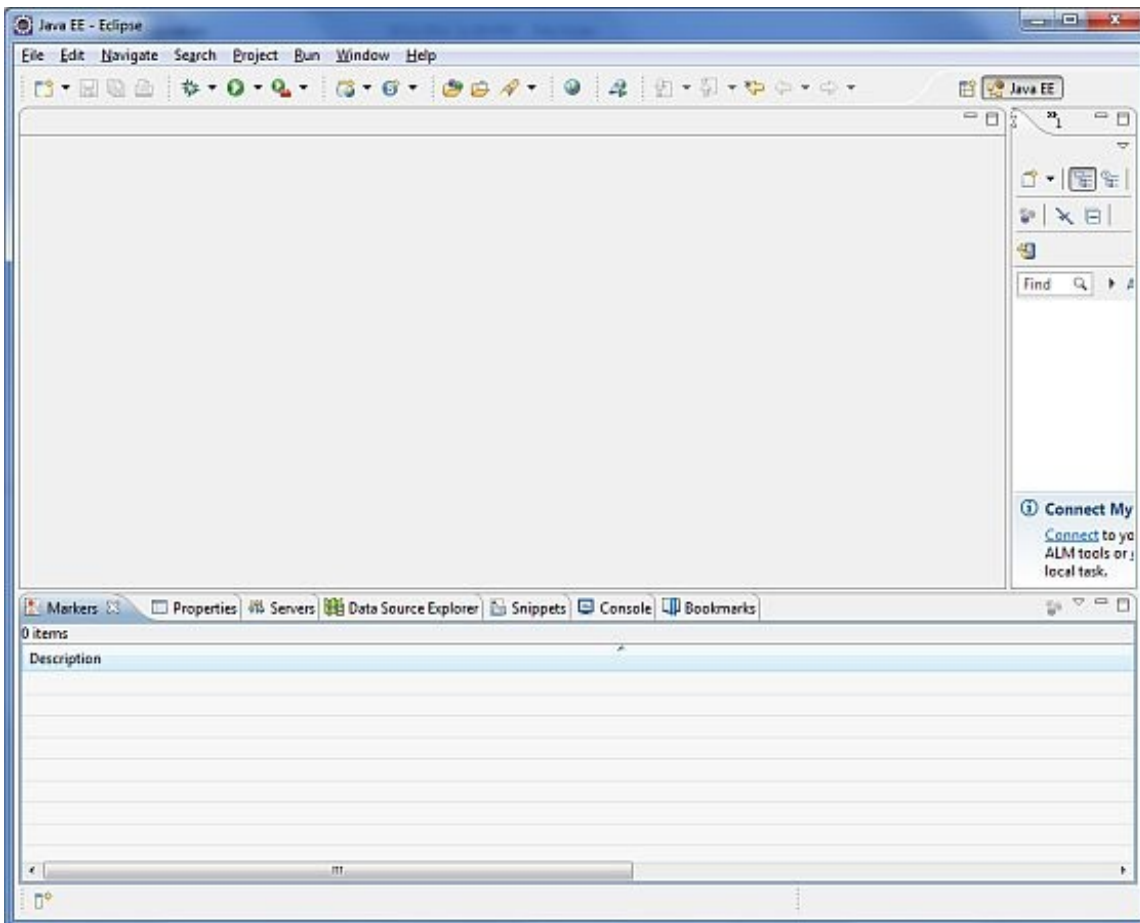 Java EE - Eclipse
File Edit Navigate Search Project Run Window Help
Java EE
»1
Find
Connect My
Connect to yo
ALM tools or
local task.
Markers Properties Servers Data Source Explorer Snippets Console Bookmarks
0 items
Description